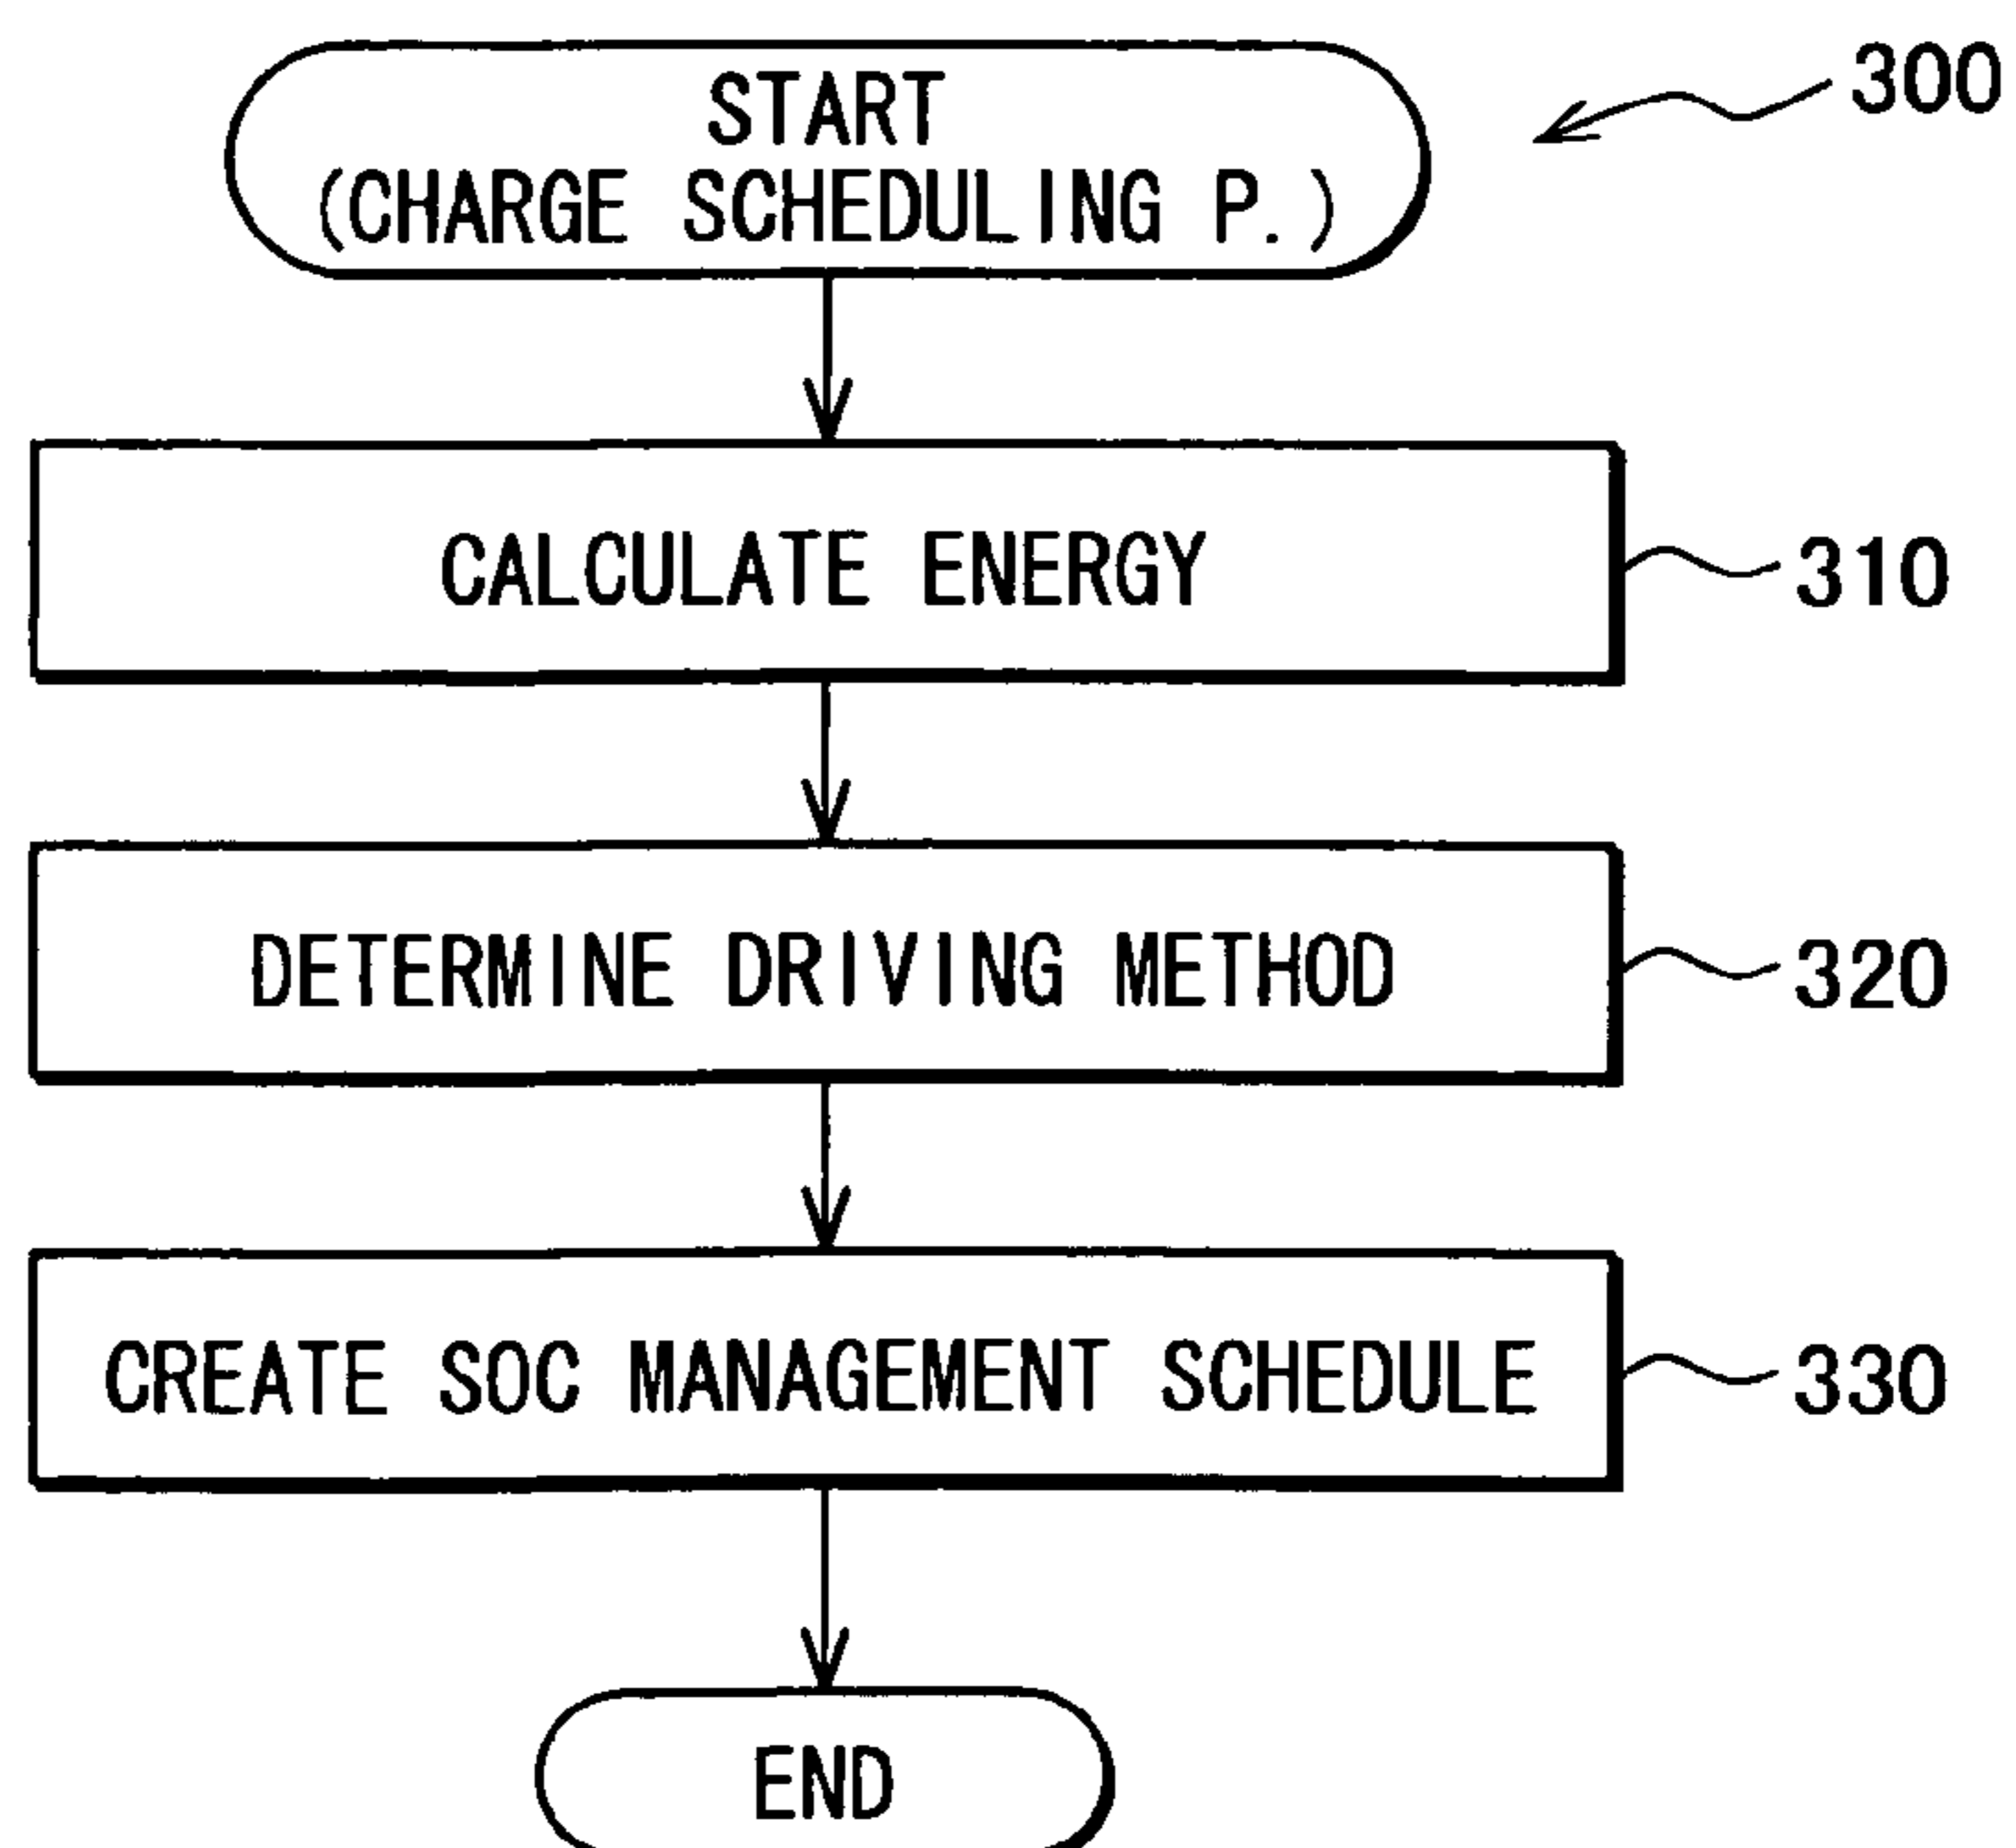 START
300
(CHARGE SCHEDULING P.)
CALCULATE ENERGY
310
DETERMINE DRIVING METHOD
320
CREATE SOC MANAGEMENT SCHEDULE
330
END